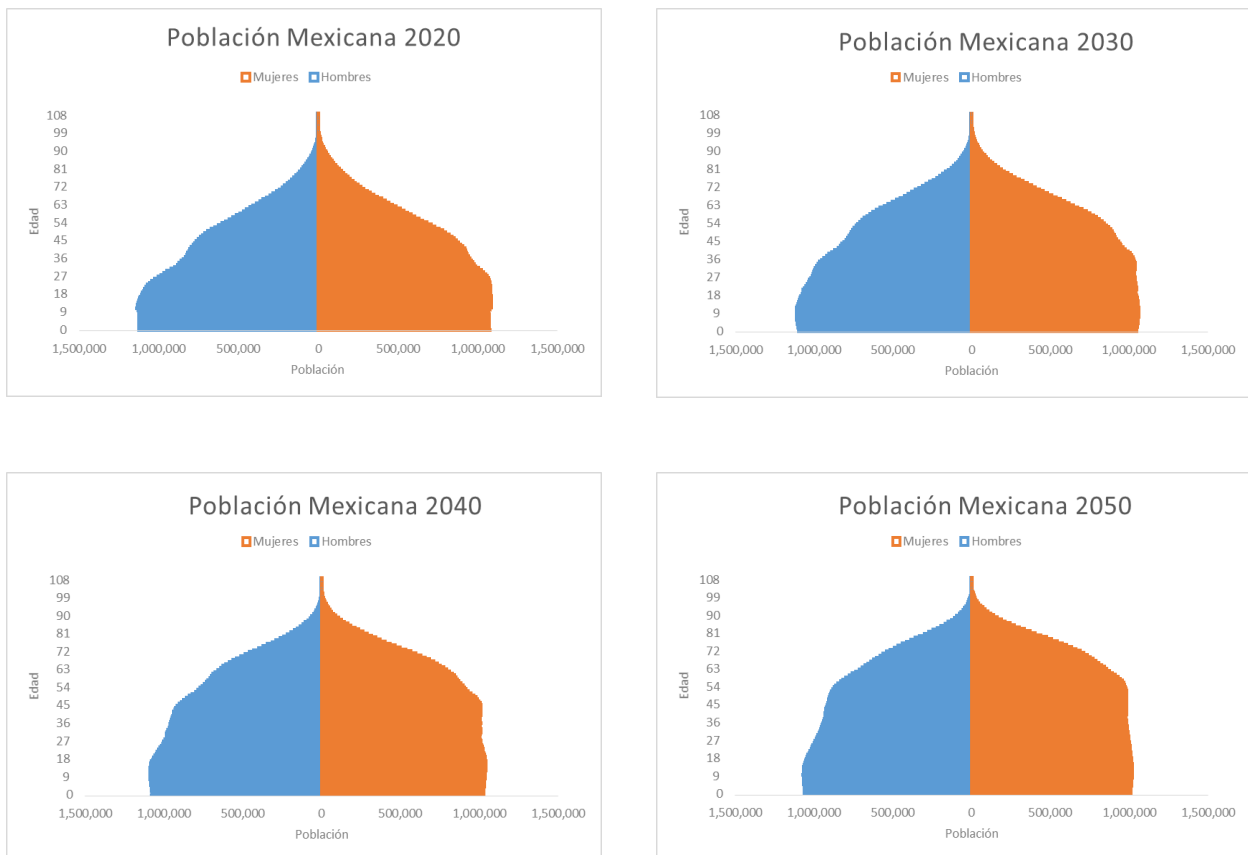 Población Mexicana 2020
Mujeres Hombres
108
99
90
81
72
63
54
45
36
27
18
9
0
Edad
1,500,000 1,000,000 500,000 0 500,000 1,000,000 1,500,000
Población
Población Mexicana 2030
Mujeres Hombres
108
99
90
81
72
63
54
45
36
27
18
9
0
Edad
1,500,000 1,000,000 500,000 0 500,000 1,000,000 1,500,000
Población
Población Mexicana 2040
Mujeres Hombres
108
99
90
81
72
63
54
45
36
27
18
9
0
Edad
1,500,000 1,000,000 500,000 0 500,000 1,000,000 1,500,000
Población
Población Mexicana 2050
Mujeres Hombres
108
99
90
81
72
63
54
45
36
27
18
9
0
Edad
1,500,000 1,000,000 500,000 0 500,000 1,000,000 1,500,000
Población